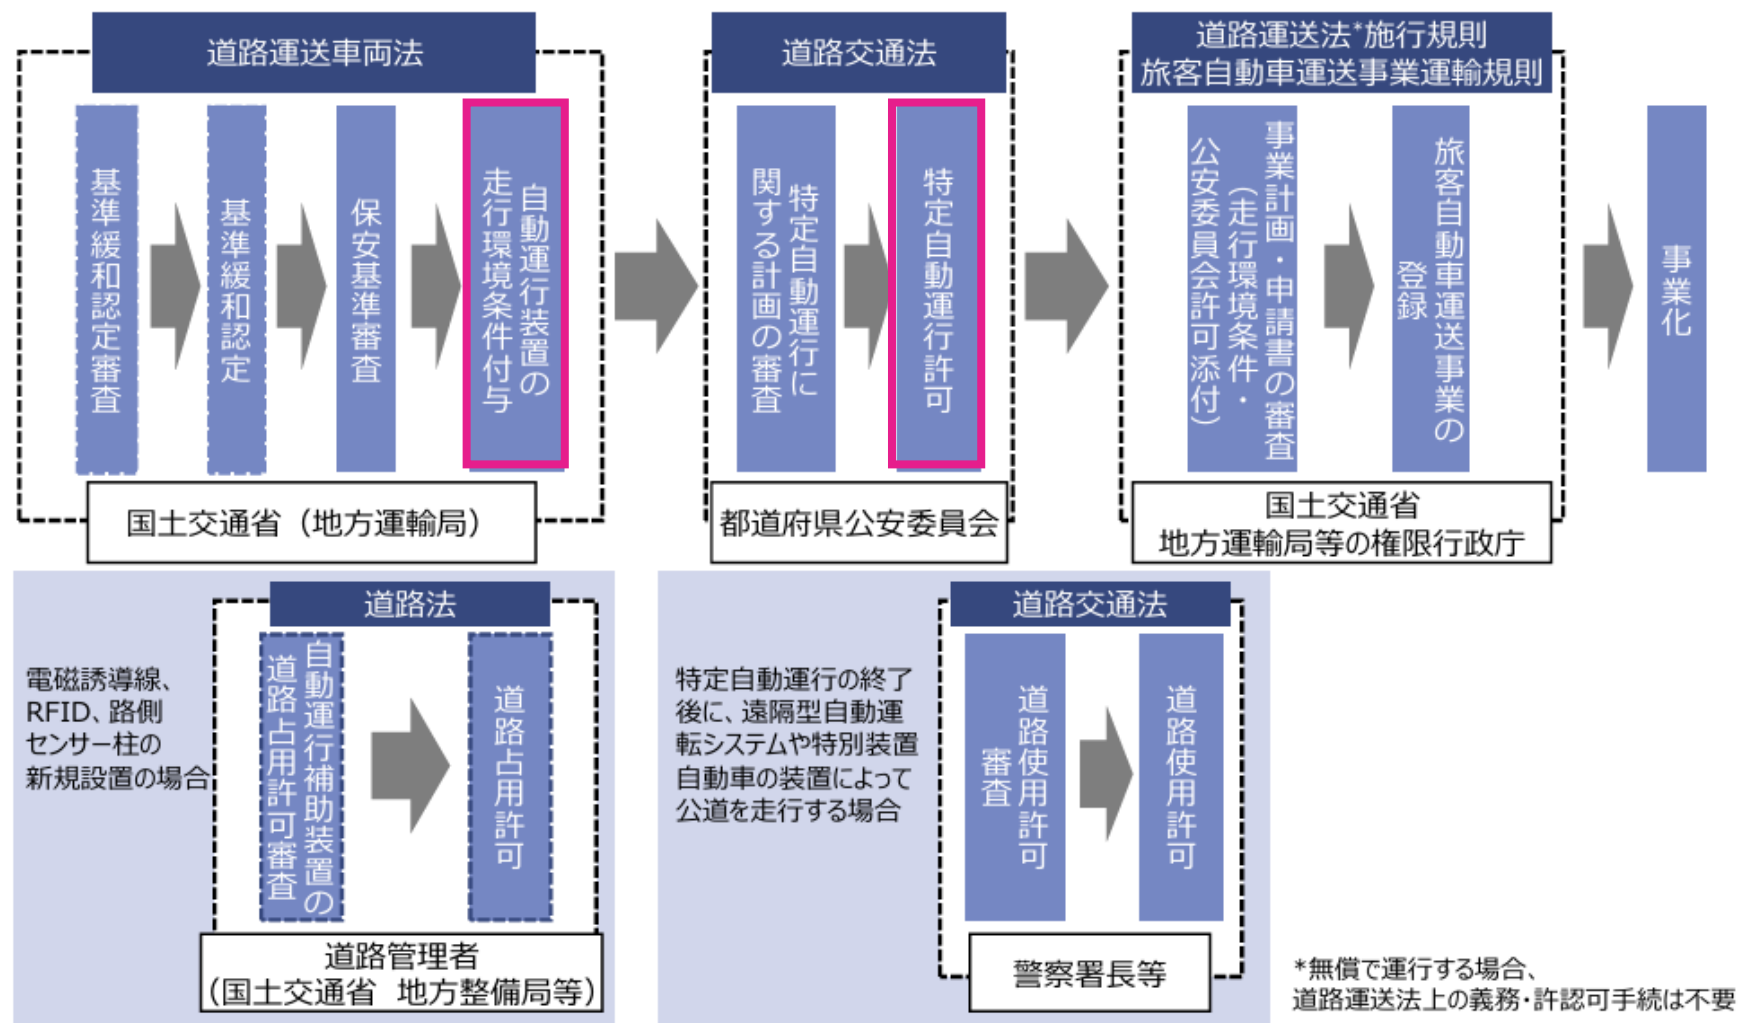 道路運送車両法
基準緩和認定審査
基準緩和認定
保安基準審査
自動運行装置の
走行環境条件付与
国土交通省（地方運輸局）
道路交通法
特定自動運行に
関する計画の審査
特定自動運行許可
都道府県公安委員会
道路運送法*施行規則
旅客自動車運送事業運輸規則
事業計画・申請書の審査
（走行環境条件・
公安委員会許可添付）
旅客自動車運送事業の
登録
国土交通省
地方運輸局等の権限行政庁
事業化
電磁誘導線、
RFID、路側
センサー柱の
新規設置の場合
道路法
自動運行補助装置の
道路占用許可審査
道路占用許可
道路管理者
（国土交通省 地方整備局等）
特定自動運行の終了
後に、遠隔型自動運
転システムや特別装置
自動車の装置によって
公道を走行する場合
道路交通法
道路使用許可
審査
道路使用許可
警察署長等
*無償で運行する場合、
道路運送法上の義務・許認可手続は不要